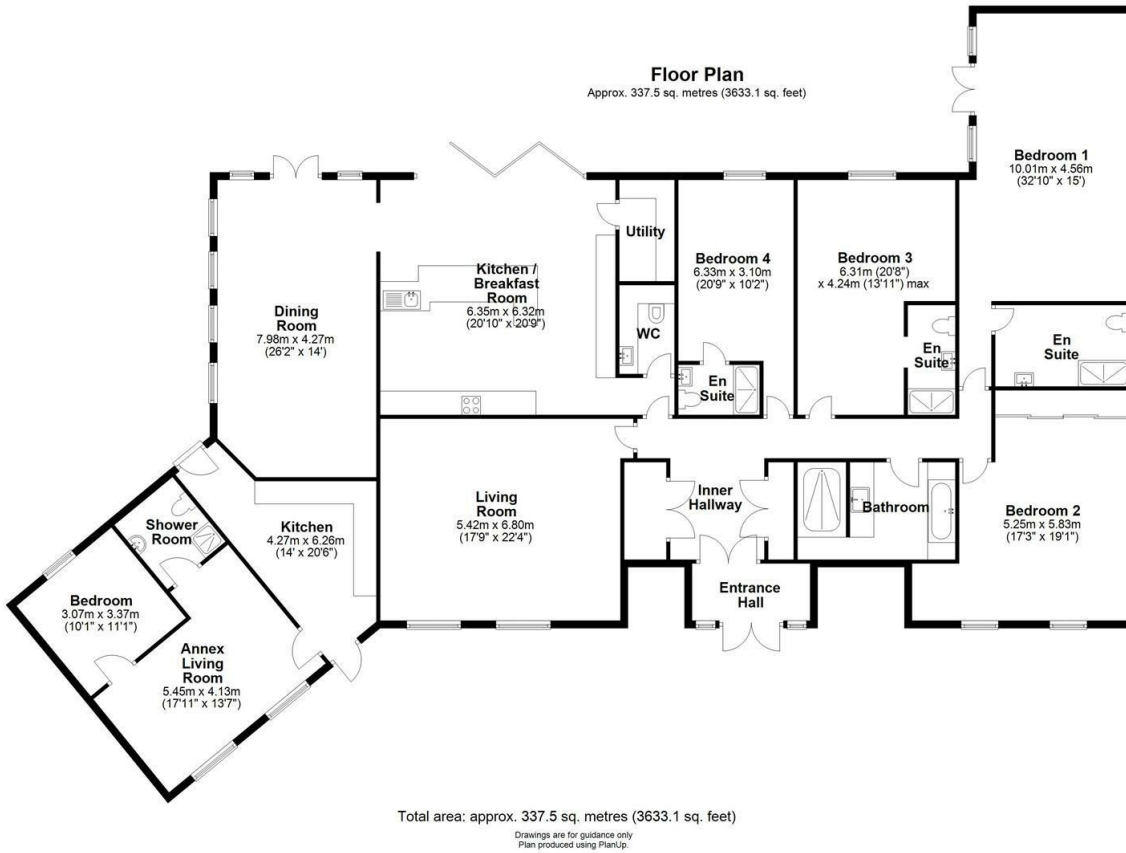 Floor Plan
Approx. 337.5 sq. metres (3633.1 sq. feet)
Bedroom 1
10.01m x 4.56m
(32'10" x 15')
Utility
Bedroom 4
6.33m x 3.10m
(20'9" x 10'2")
Bedroom 3
6.31m (20'8")
x 4.24m (13'11") max
Kitchen /
Breakfast
Room
6.35m x 6.32m
(20'10" x 20'9")
Dining
Room
7.98m x 4.27m
(26'2" x 14')
WC
En
Suite
En
Suite
En
Suite
Living
Room
5.42m x 6.80m
(17'9" x 22'4")
Inner
Hallway
Bathroom
Bedroom 2
5.25m x 5.83m
(17'3" x 19'1")
Shower
Room
Kitchen
4.27m x 6.26m
(14' x 20'6")
Entrance
Hall
Bedroom
3.07m x 3.37m
(10'1" x 11'1")
Annex
Living
Room
5.45m x 4.13m
(17'11" x 13'7")
Total area: approx. 337.5 sq. metres (3633.1 sq. feet)
Drawings are for guidance only
Plan produced using PlanUp.